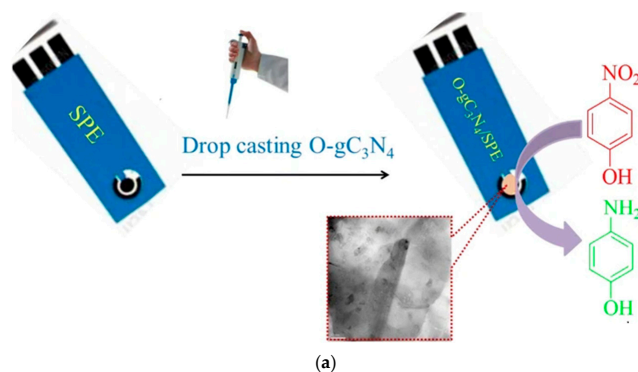 SPE
Drop casting O-gC₃N₄
O-gC₃N₄/SPE
NO₂
OH
NH₂
OH
(a)